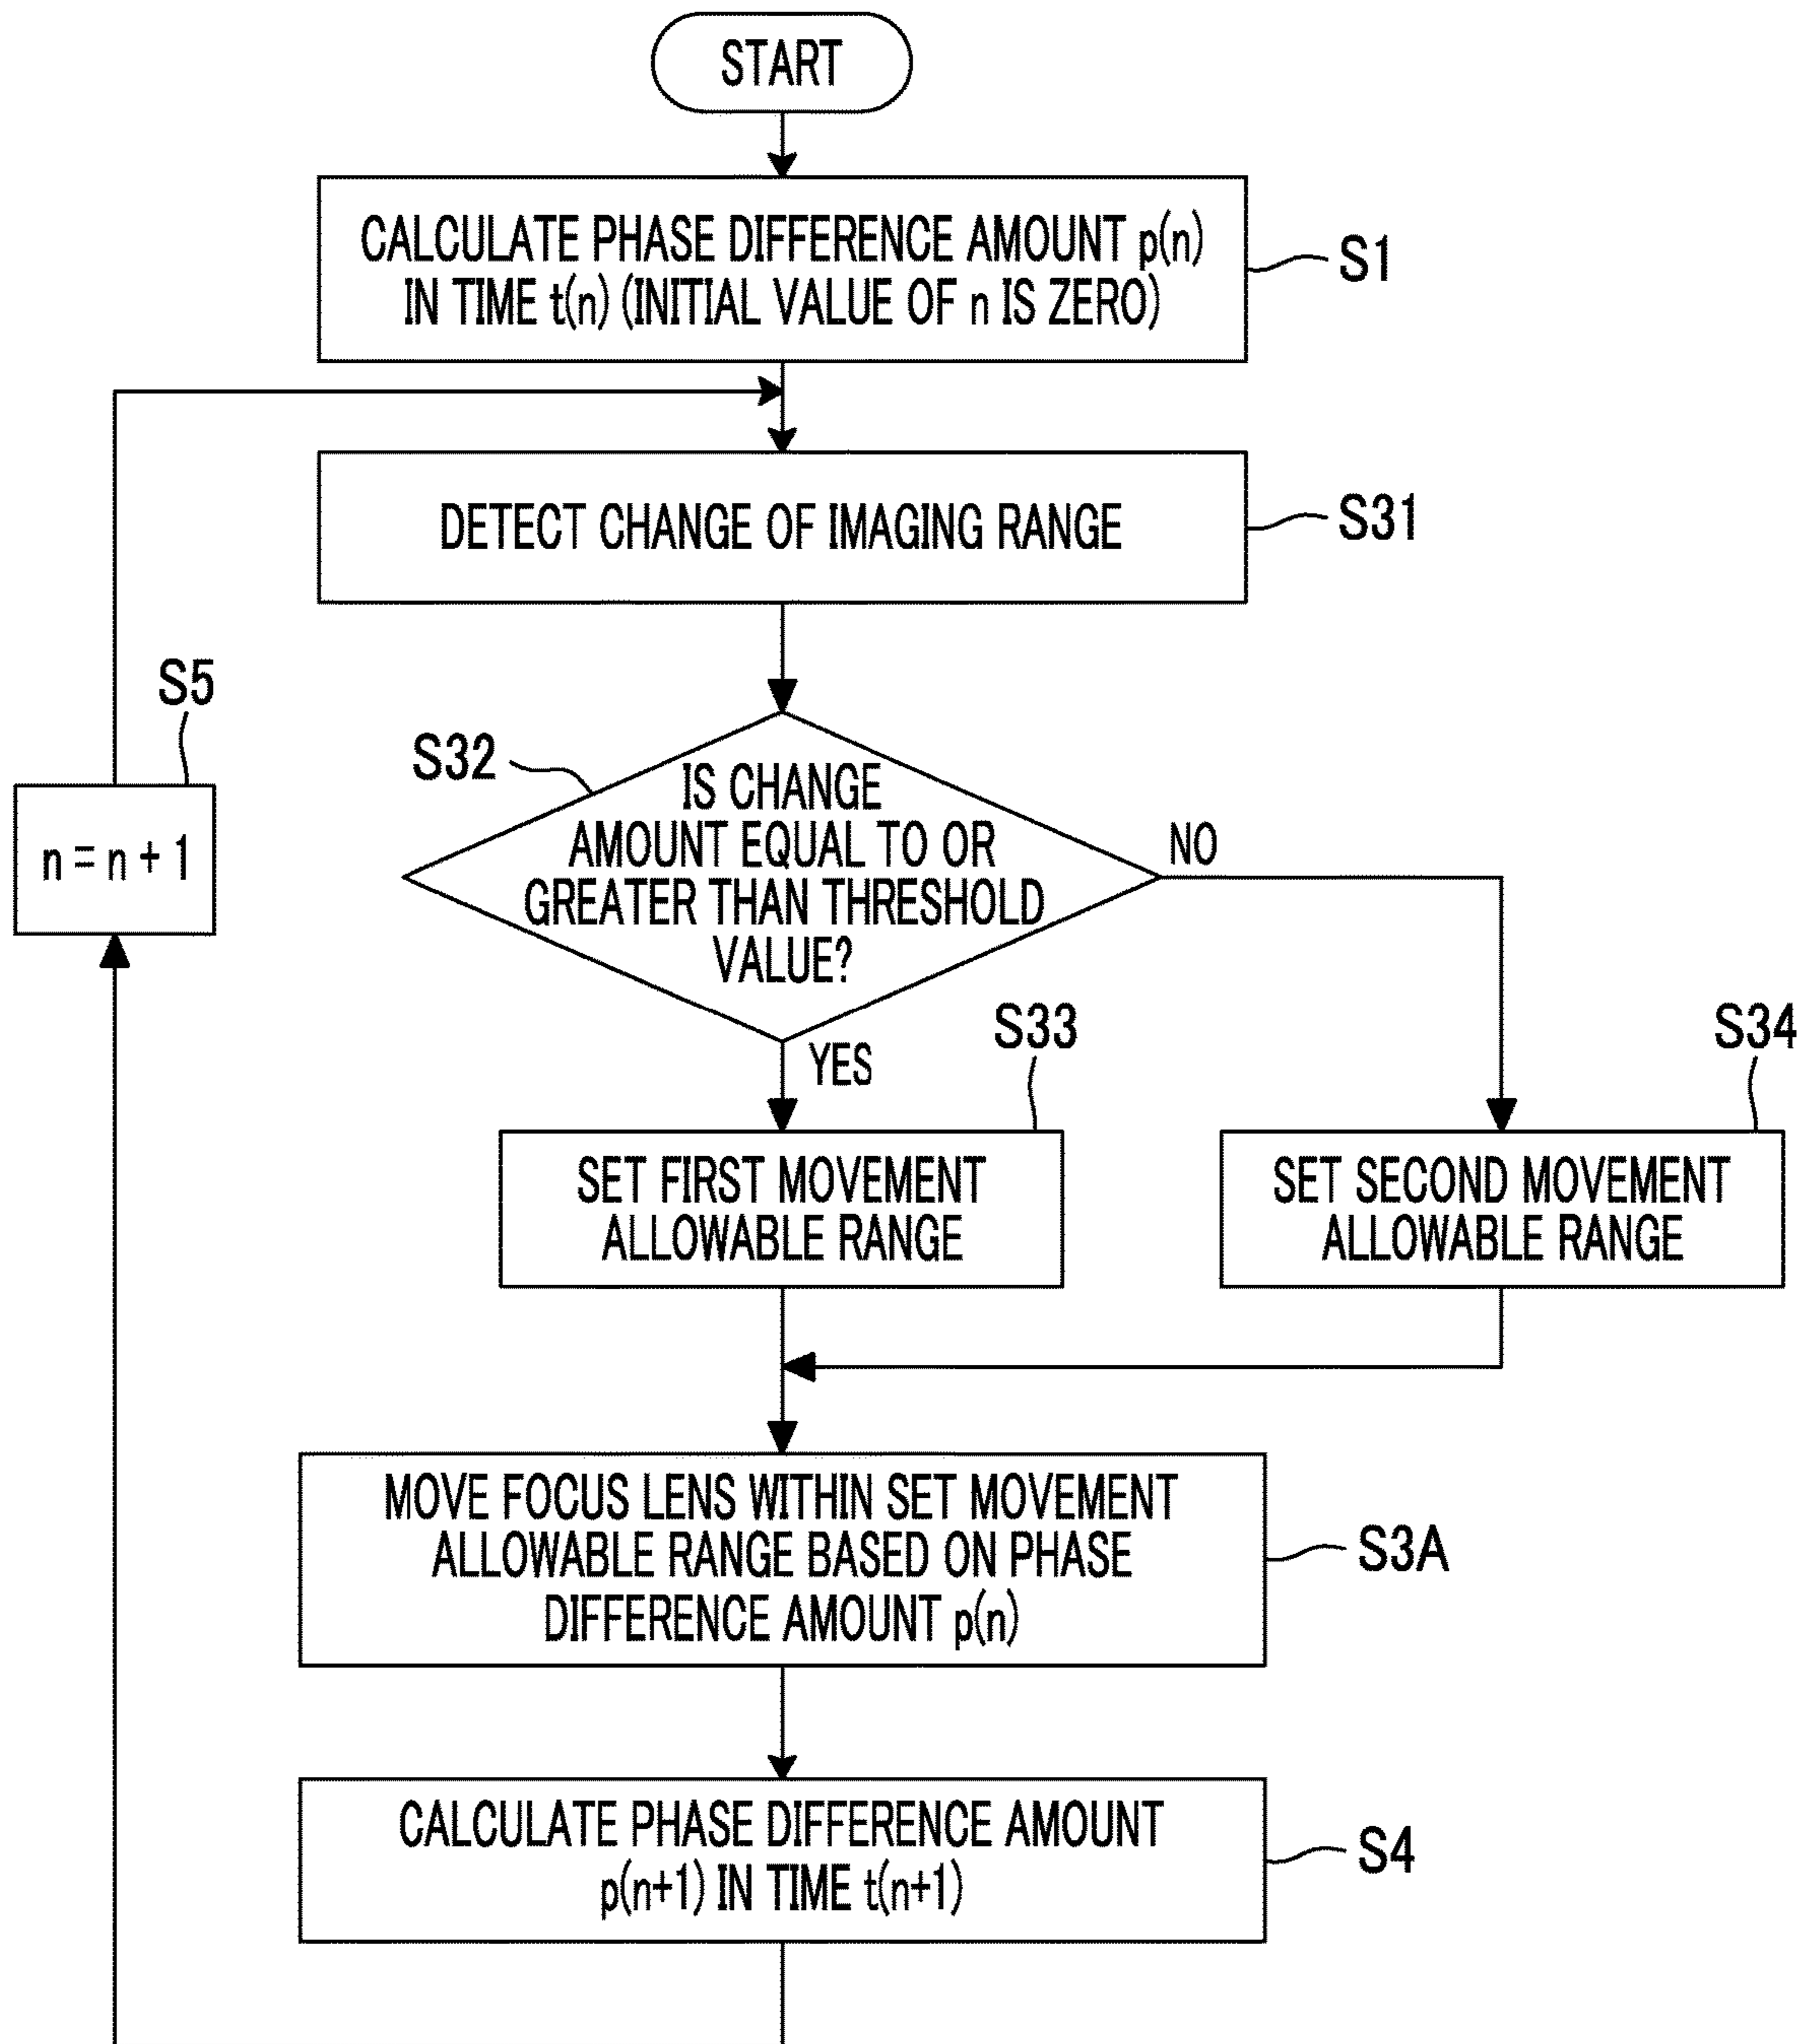 START
CALCULATE PHASE DIFFERENCE AMOUNT p(n)
IN TIME t(n) (INITIAL VALUE OF n IS ZERO)
S1
DETECT CHANGE OF IMAGING RANGE
S31
S5
n = n + 1
S32
IS CHANGE
AMOUNT EQUAL TO OR
GREATER THAN THRESHOLD
VALUE?
NO
YES
S33
SET FIRST MOVEMENT
ALLOWABLE RANGE
S34
SET SECOND MOVEMENT
ALLOWABLE RANGE
MOVE FOCUS LENS WITHIN SET MOVEMENT
ALLOWABLE RANGE BASED ON PHASE
DIFFERENCE AMOUNT p(n)
S3A
CALCULATE PHASE DIFFERENCE AMOUNT
p(n+1) IN TIME t(n+1)
S4